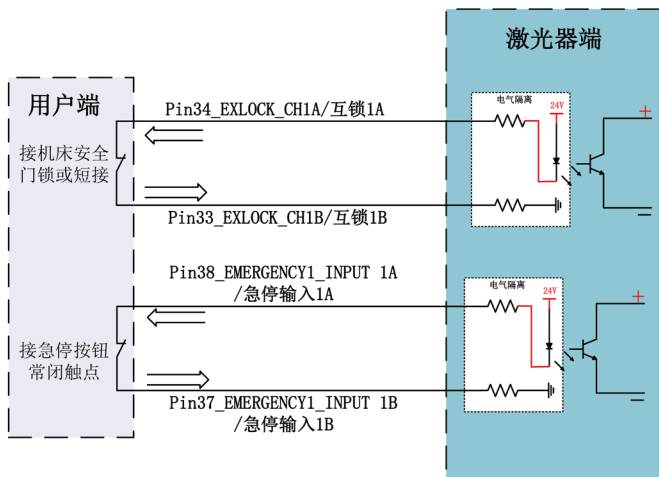 激光器端
用户端
Pin34_EXLOCK_CH1A/互锁1A
电气隔离
24V
+
接机床安全
门锁或短接
Pin33_EXLOCK_CH1B/互锁1B
Pin38_EMERGENCY1_INPUT 1A
/急停输入1A
电气隔离
24V
+
接急停按钮
常闭触点
Pin37_EMERGENCY1_INPUT 1B
/急停输入1B